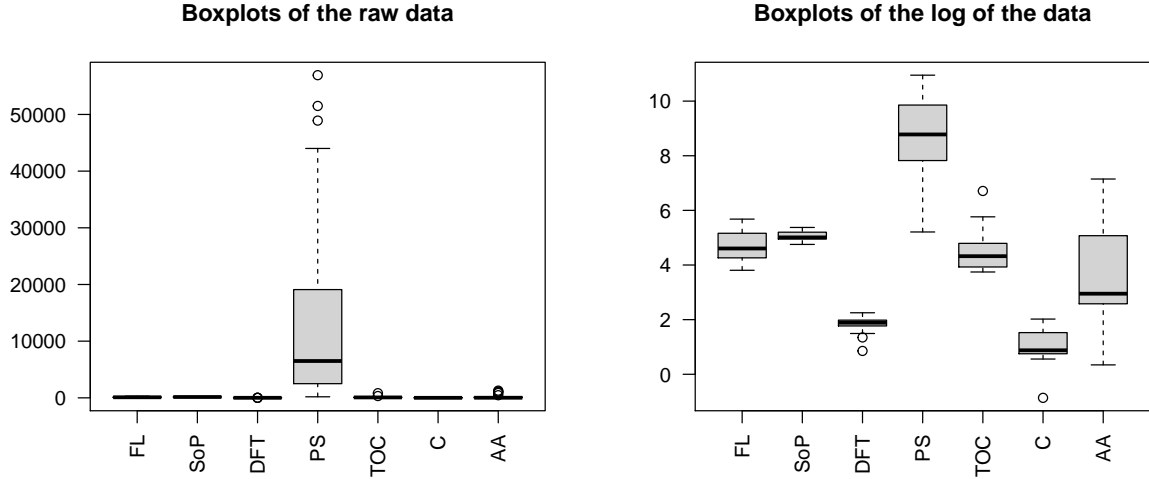 Boxplots of the raw data
50000
40000
30000
20000
10000
0
FL
SoP
DFT
PS
TOC
C
AA
Boxplots of the log of the data
10
8
6
4
2
0
FL
SoP
DFT
PS
TOC
C
AA